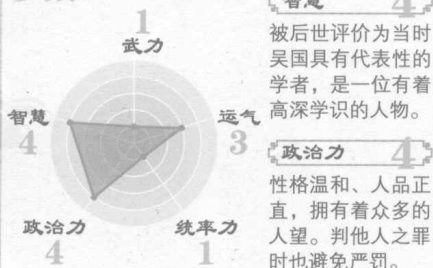 1
武力
智慧
4
运气
3
政治力
4
统率力
1
智慧 4
被后世评价为当时
吴国具有代表性的
学者，是一位有着
高深学识的人物。
政治力 4
性格温和、人品正
直，拥有着众多的
人望。判他人之罪
时也避免严罚。